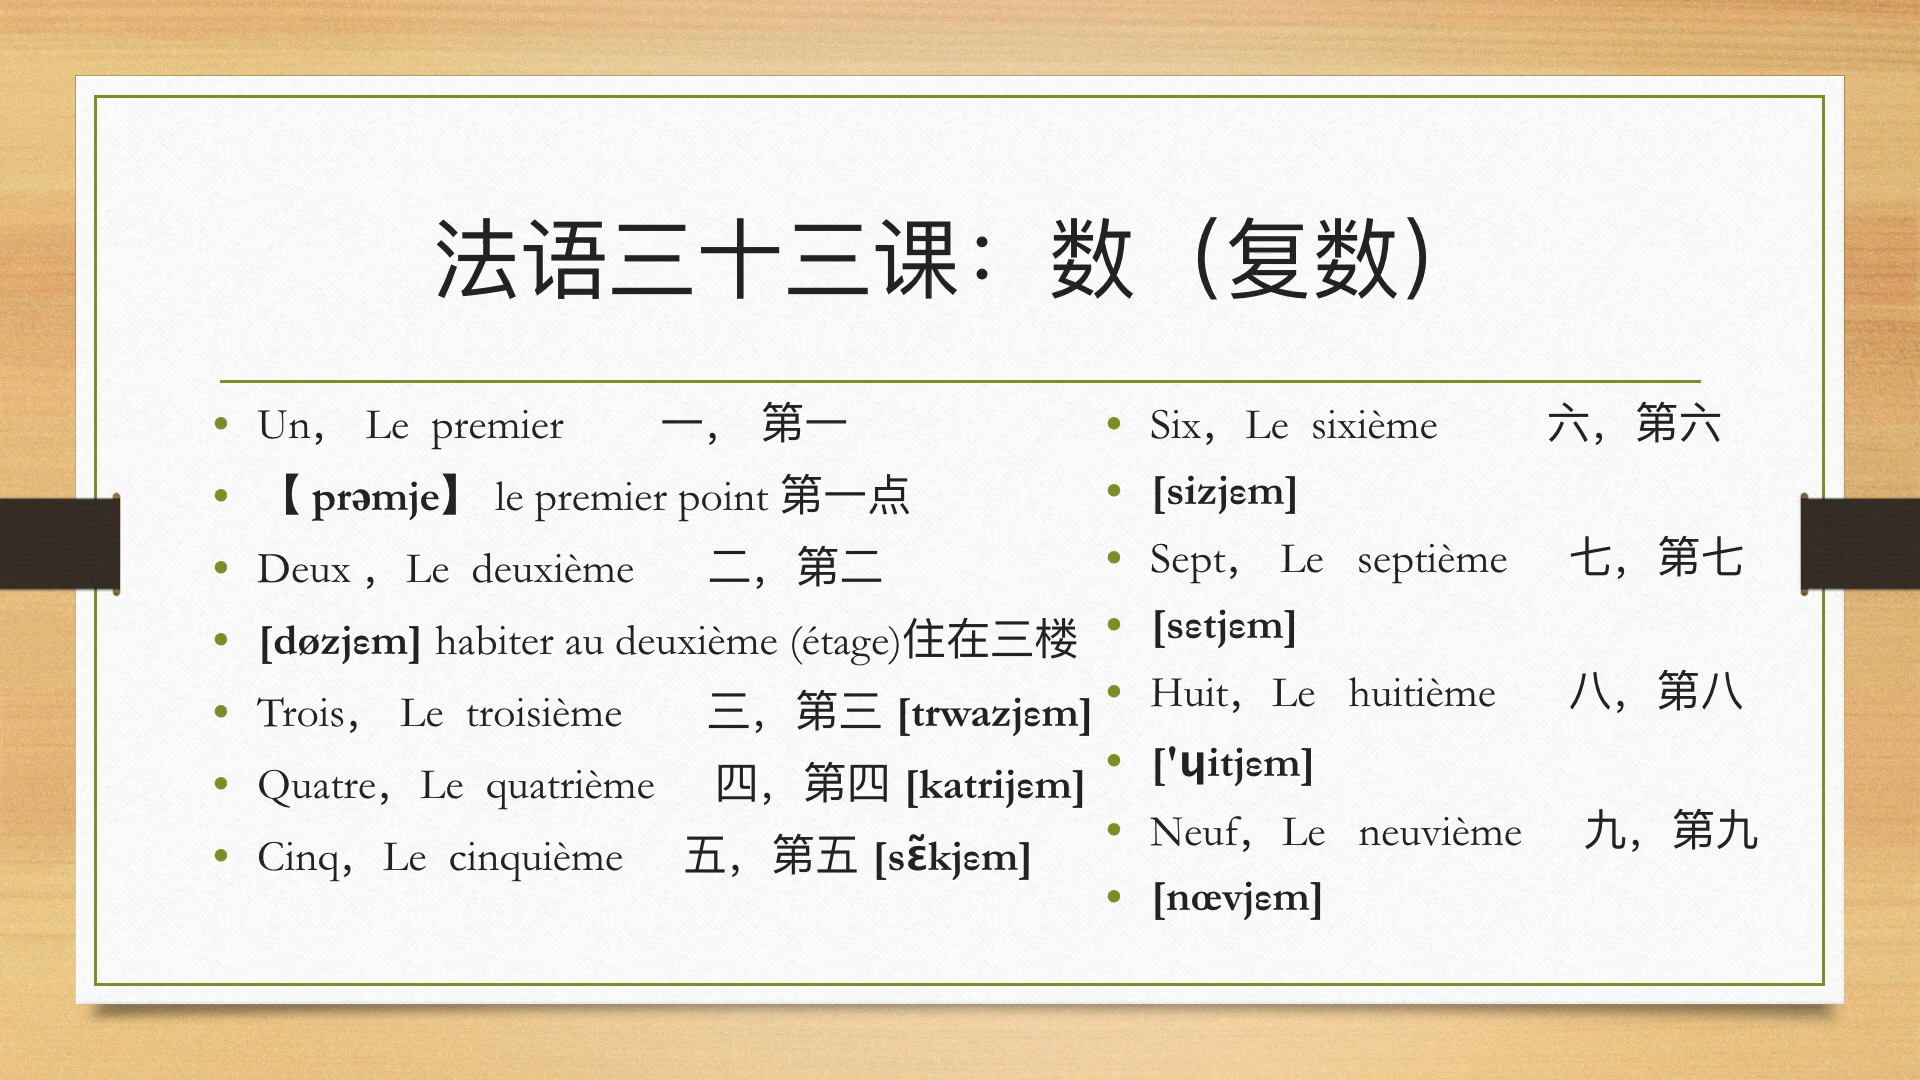 法语三十三课：数（复数）
Un， Le premier 一， 第一
【 prəmje】 le premier point 第一点
Deux ， Le deuxième 二，第二
[døzjɛm] habiter au deuxième (étage)住在三楼
Trois， Le troisième 三，第三 [trwazjɛm]
Quatre，Le quatrième 四，第四 [katrijɛm]
Cinq，Le cinquième 五，第五 [sɛ̃kjɛm]
Six，Le sixième 六，第六
[sizjɛm]
Sept， Le septième 七，第七
[sɛtjɛm]
Huit，Le huitième 八，第八
['ɥitjɛm]
Neuf，Le neuvième 九，第九
[nœvjɛm]